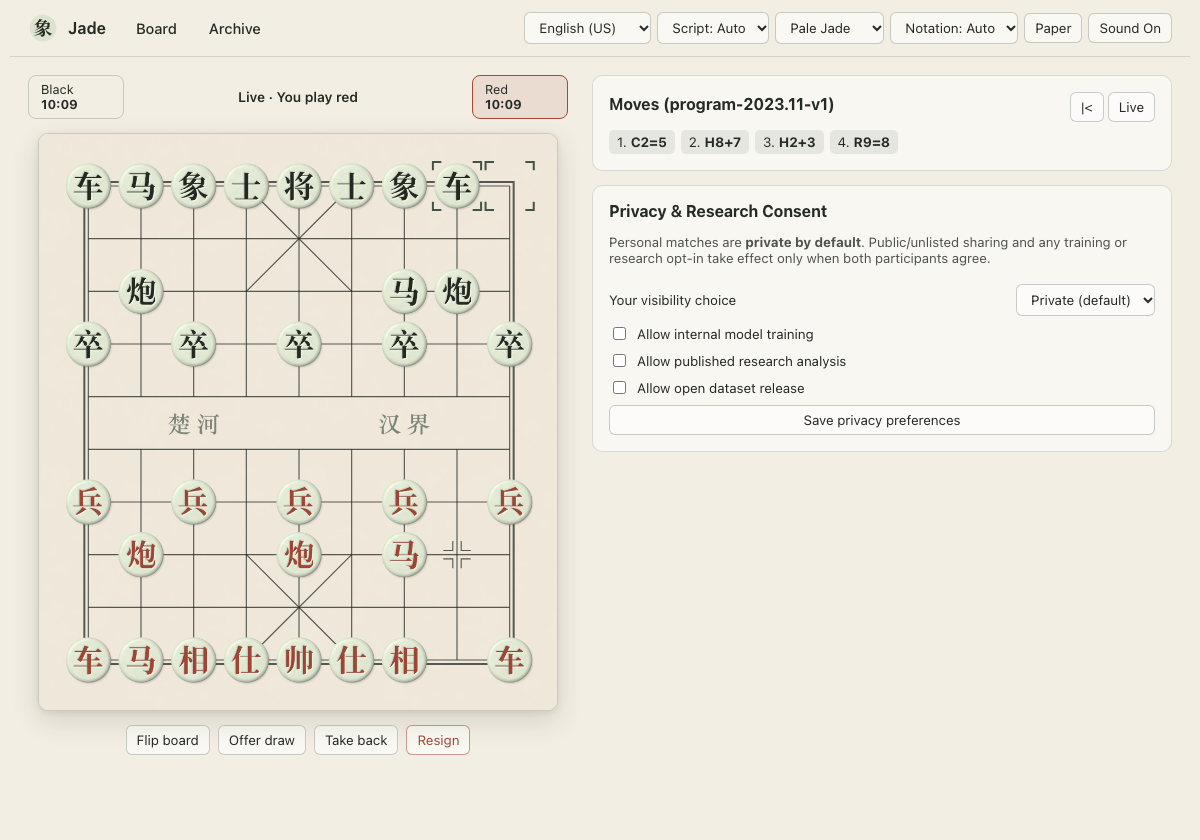 象 Jade Board Archive English (US) Script: Auto Pale Jade Notation: Auto Paper Sound On
Black
10:09
Live · You play red
Red
10:09
车 马 象 士 将 士 象 车
炮 马 炮
卒 卒 卒 卒 卒
楚河 汉界
兵 兵 兵 兵 兵
炮 炮 马
车 马 相 仕 帅 仕 相 车
Flip board Offer draw Take back Resign
Moves (program-2023.11-v1) |< Live
1. C2=5 2. H8+7 3. H2+3 4. R9=8
Privacy & Research Consent
Personal matches are private by default. Public/unlisted sharing and any training or
research opt-in take effect only when both participants agree.
Your visibility choice Private (default)
Allow internal model training
Allow published research analysis
Allow open dataset release
Save privacy preferences